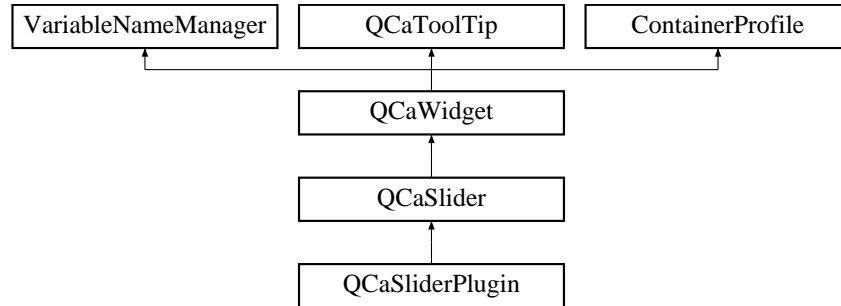 VariableNameManager
QCaToolTip
ContainerProfile
QCaWidget
QCaSlider
QCaSliderPlugin